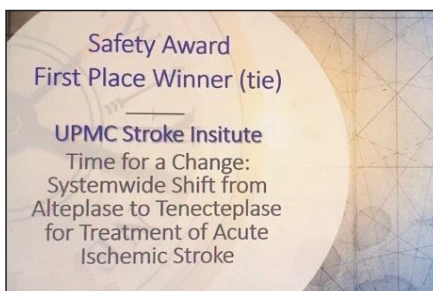 Safety Award
First Place Winner (tie)
UPMC Stroke Insitute
Time for a Change:
Systemwide Shift from
Alteplase to Tenecteplase
for Treatment of Acute
Ischemic Stroke